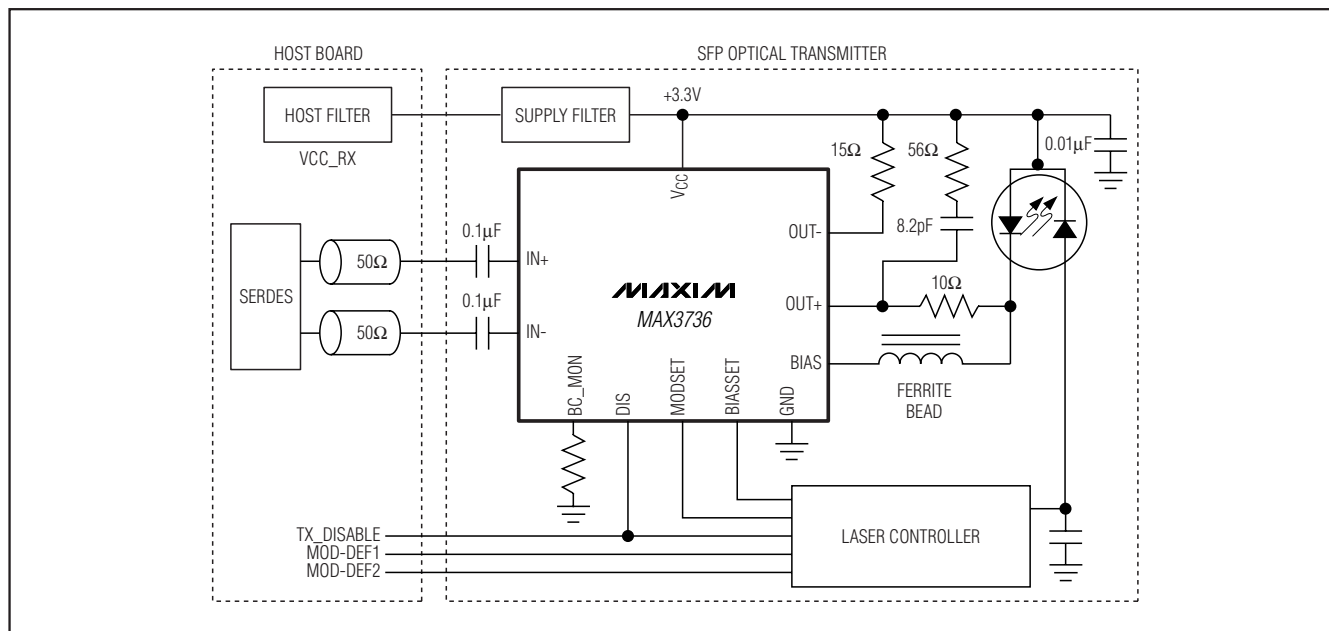 HOST BOARD
SFP OPTICAL TRANSMITTER
HOST FILTER
VCC_RX
SUPPLY FILTER
+3.3V
15Ω
56Ω
0.01µF
VCC
OUT-
8.2pF
SERDES
50Ω
50Ω
0.1µF
0.1µF
IN+
IN-
MAXIM
MAX3736
OUT+
10Ω
BIAS
FERRITE
BEAD
BC_MON
DIS
MODSET
BIASSET
GND
TX_DISABLE
MOD-DEF1
MOD-DEF2
LASER CONTROLLER